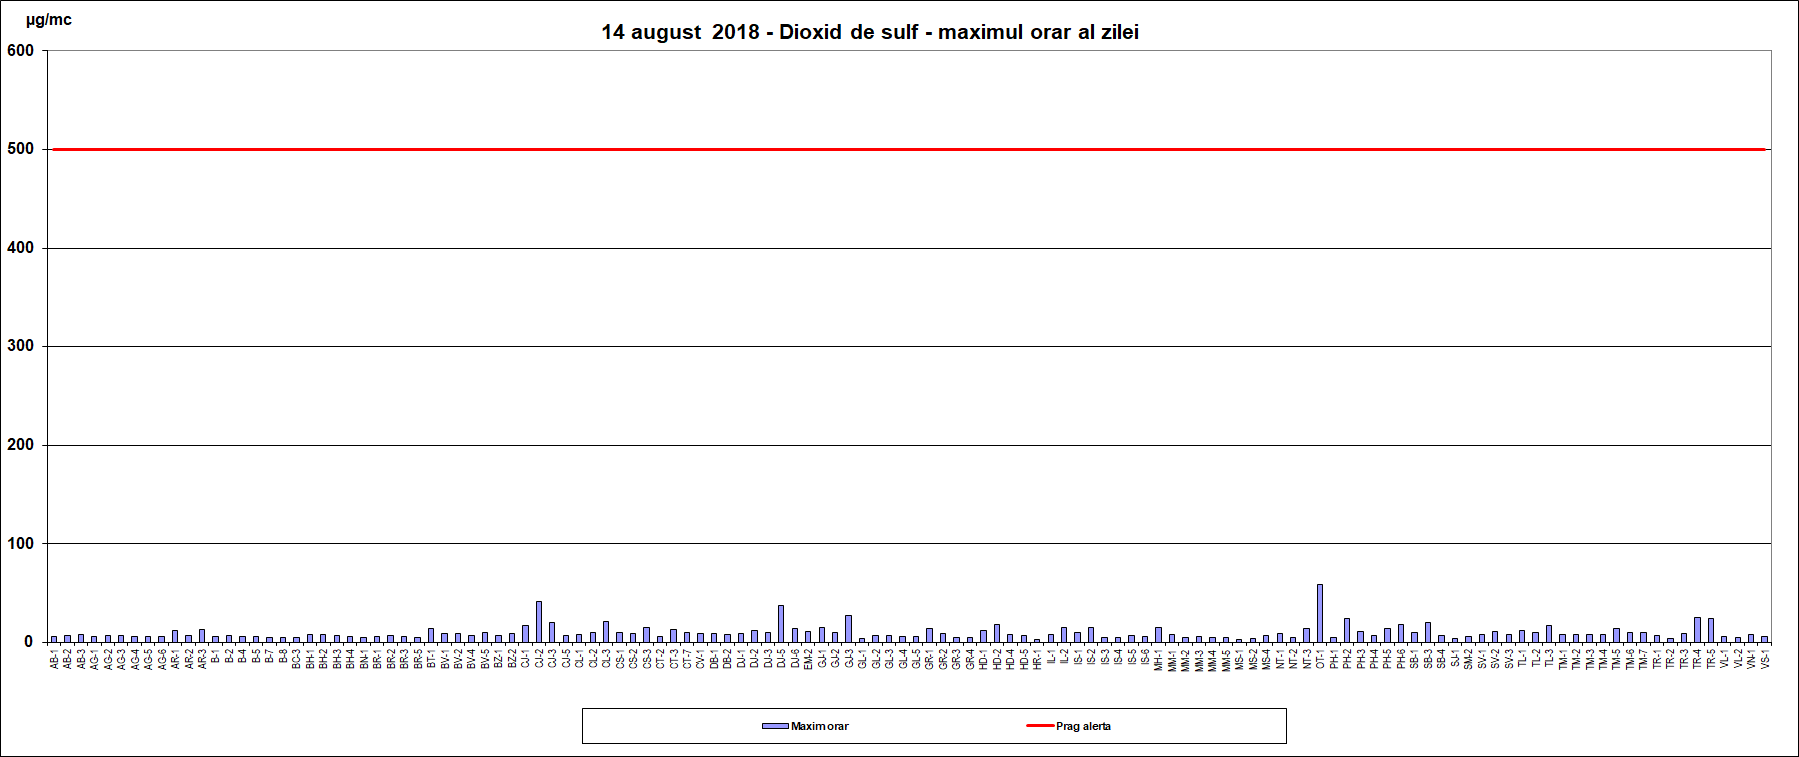 µg/mc
14 august 2018 - Dioxid de sulf - maximul orar al zilei
600
500
400
300
200
100
0
AB-1 AB-2 AB-3 AG-1 AG-2 AG-3 AG-4 AG-5 AG-6 AR-1 AR-2 AR-3 B-1 B-2 B-4 B-5 B-7 B-8 BC-3 BH-1 BH-2 BH-3 BH-4 BN-1 BR-1 BR-2 BR-3 BR-5 BT-1 BV-1 BV-2 BV-4 BV-5 BZ-1 BZ-2 CJ-1 CJ-2 CJ-3 CJ-5 CL-1 CL-2 CL-3 CS-1 CS-2 CS-3 CT-2 CT-3 CT-7 CV-1 DB-1 DB-2 DJ-1 DJ-2 DJ-3 DJ-5 DJ-6 EM-2 GJ-1 GJ-2 GJ-3 GL-1 GL-2 GL-3 GL-4 GL-5 GR-1 GR-2 GR-3 GR-4 HD-1 HD-2 HD-4 HD-5 HR-1 IL-1 IL-2 IS-1 IS-2 IS-3 IS-4 IS-5 IS-6 MH-1 MM-1 MM-2 MM-3 MM-4 MM-5 MS-1 MS-2 MS-4 NT-1 NT-2 NT-3 OT-1 PH-1 PH-2 PH-3 PH-4 PH-5 PH-6 SB-1 SB-3 SB-4 SJ-1 SM-2 SV-1 SV-2 SV-3 TL-1 TL-2 TL-3 TM-1 TM-2 TM-3 TM-4 TM-5 TM-6 TM-7 TR-1 TR-2 TR-3 TR-4 TR-5 VL-1 VL-2 VN-1 VS-1
Maxim orar Prag alerta